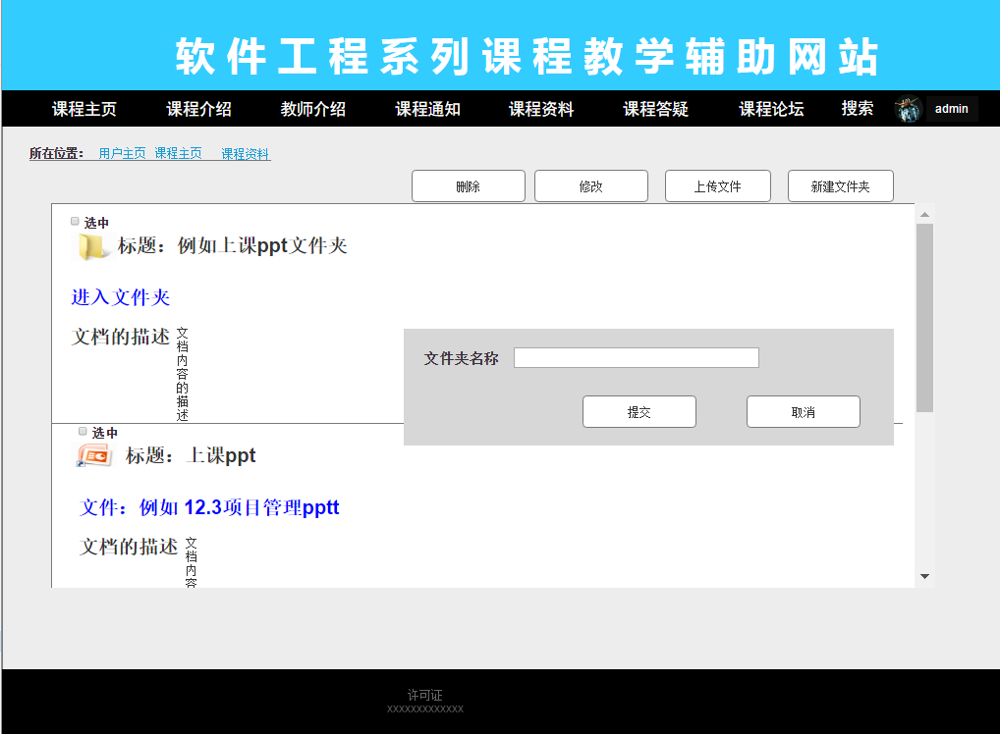 软件工程系列课程教学辅助网站
课程主页 课程介绍 教师介绍 课程通知 课程资料 课程答疑 课程论坛 搜索 admin
所在位置： 用户主页 课程主页 课程资料
删除 修改 上传文件 新建文件夹
选中
标题：例如上课ppt文件夹
进入文件夹
文档的描述 文档内容的描述
文件夹名称
提交 取消
选中
标题：上课ppt
文件：例如 12.3项目管理pptt
文档的描述 文档内容
许可证
XXXXXXXXXXXXX